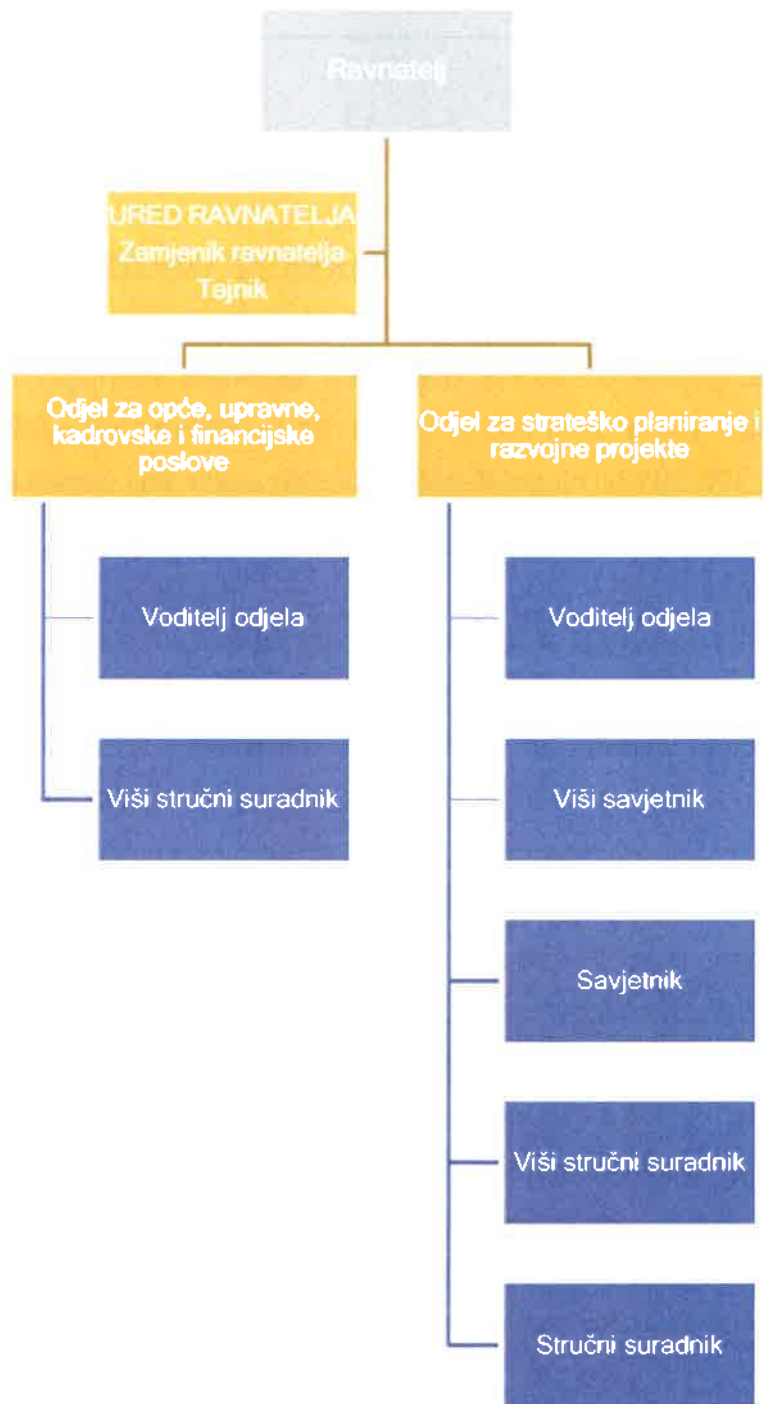 Ravnatelj
URED RAVNATELJA
Zamjenik ravnatelja
Tajnik
Odjel za opće, upravne,
kadrovske i financijske
poslove
Odjel za strateško planiranje i
razvojne projekte
Voditelj odjela
Viši stručni suradnik
Voditelj odjela
Viši savjetnik
Savjetnik
Viši stručni suradnik
Stručni suradnik